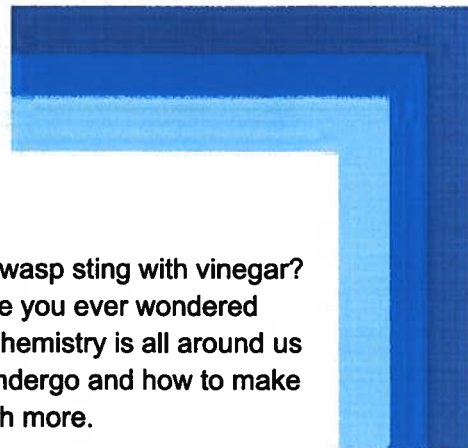 wasp sting with vinegar?
e you ever wondered
hemistry is all around us
ndergo and how to make
h more.